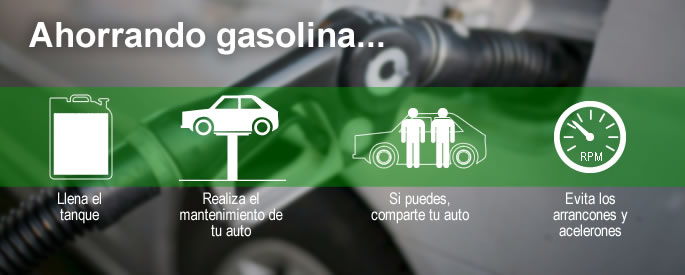 Ahorrando gasolina...
Llena el
tanque
Realiza el
mantenimiento de
tu auto
Si puedes,
comparte tu auto
RPM
Evita los
arrancones y
acelerones